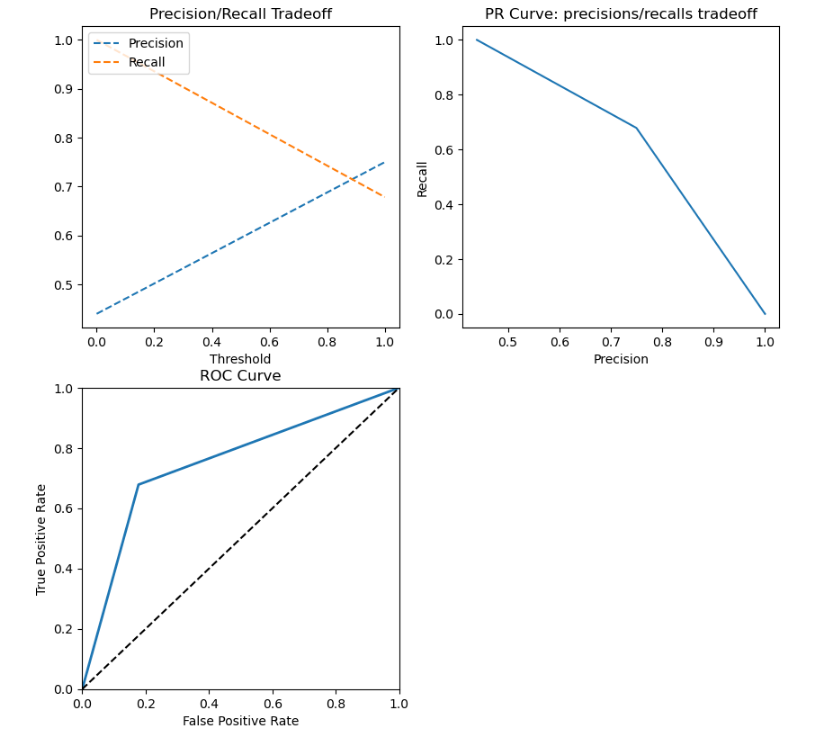 Precision/Recall Tradeoff
1.0
0.9
0.8
0.7
0.6
0.5
Precision
Recall
0.0 0.2 0.4 0.6 0.8 1.0
Threshold
PR Curve: precisions/recalls tradeoff
1.0
0.8
0.6
0.4
0.2
0.0
Recall
0.5 0.6 0.7 0.8 0.9 1.0
Precision
ROC Curve
1.0
0.8
0.6
0.4
0.2
0.0
True Positive Rate
0.0 0.2 0.4 0.6 0.8 1.0
False Positive Rate